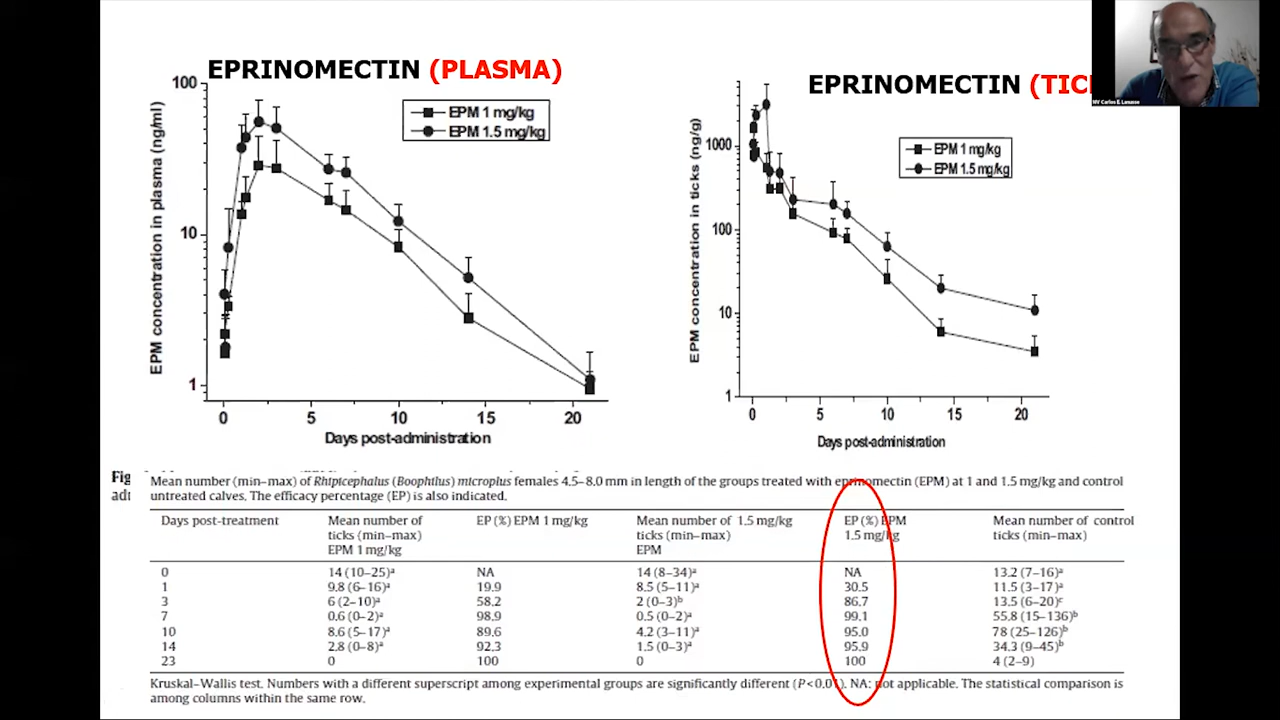 EPRINOMECTIN (PLASMA)
100
10
1
EPM concentration in plasma (ng/ml)
EPM 1 mg/kg
EPM 1.5 mg/kg
0 5 10 15 20
Days post-administration
EPRINOMECTIN (TIC
1000
100
10
1
EPM concentration in ticks (ng/g)
EPM 1 mg/kg
EPM 1.5 mg/kg
0 5 10 15 20
Days post-administration
MV Carlos E. Lanusse
Fig
adr
Mean number (min–max) of Rhipicephalus (Boophilus) microplus females 4.5–8.0 mm in length of the groups treated with eprinomectin (EPM) at 1 and 1.5 mg/kg and control
untreated calves. The efficacy percentage (EP) is also indicated.
Days post-treatment Mean number of EP (%) EPM 1 mg/kg Mean number of 1.5 mg/kg EP (%) EPM Mean number of control
ticks (min–max) ticks (min–max) 1.5 mg/kg ticks (min–max)
EPM 1 mg/kg EPM
0 14 (10–25)ᵃ NA 14 (8–34)ᵃ NA 13.2 (7–16)ᵃ
1 9.8 (6–16)ᵃ 19.9 8.5 (5–11)ᵃ 30.5 11.5 (3–17)ᵃ
3 6 (2–10)ᵃ 58.2 2 (0–3)ᵇ 86.7 13.5 (6–20)ᶜ
7 0.6 (0–2)ᵃ 98.9 0.5 (0–2)ᵃ 99.1 55.8 (15–136)ᵇ
10 8.6 (5–17)ᵃ 89.6 4.2 (3–11)ᵃ 95.0 78 (25–126)ᵇ
14 2.8 (0–8)ᵃ 92.3 1.5 (0–3)ᵃ 95.9 34.3 (9–45)ᵇ
23 0 100 0 100 4 (2–9)
Kruskal–Wallis test. Numbers with a different superscript among experimental groups are significantly different (P < 0.01). NA: not applicable. The statistical comparison is
among columns within the same row.